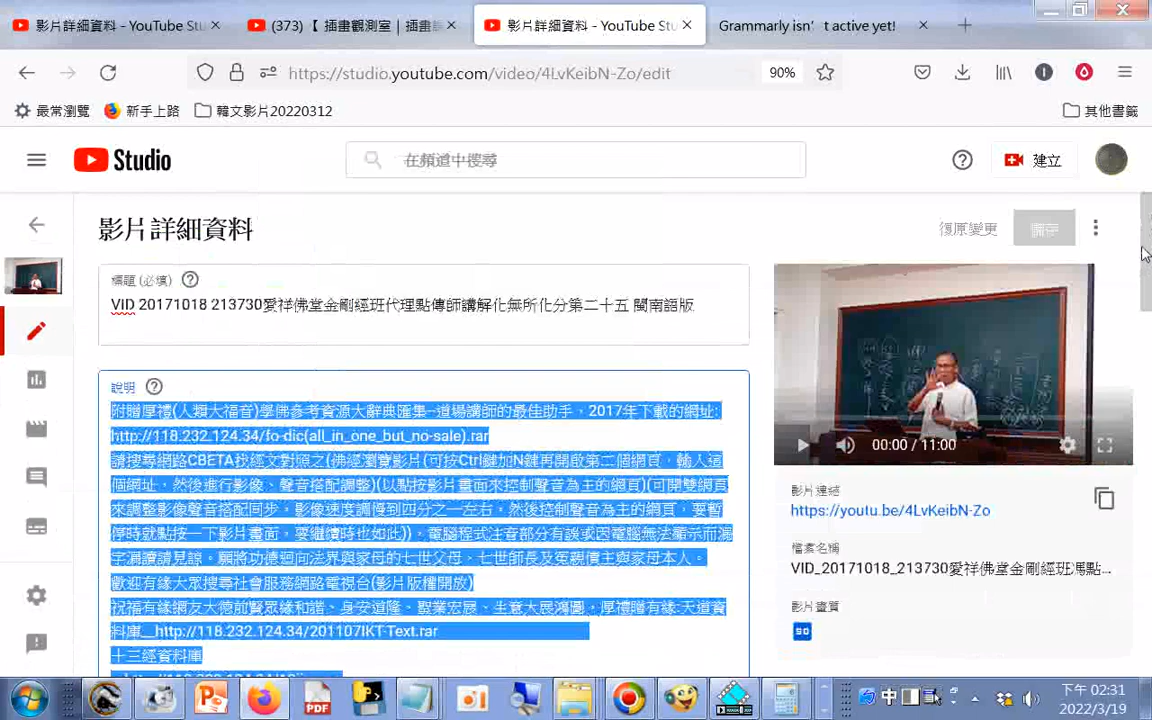 影片詳細資料 - YouTube Stu
(373)【 插畫觀測室 | 插畫
影片詳細資料 - YouTube Stu
Grammarly isn't active yet!
https://studio.youtube.com/video/4LvKeibN-Zo/edit
90%
最常瀏覽
新手上路
韓文影片20220312
其他書籤
Studio
在頻道中搜尋
建立
影片詳細資料
復原變更
儲存
標題 (必填)
VID 20171018 213730愛祥佛堂金剛經班代理點傳師講解化無所化分第二十五 閩南語版
說明
附贈厚禮(人類大福音)學佛參考資源大辭典匯集--道場講師的最佳助手，2017年下載的網址:
http://118.232.124.34/fo-dic(all_in_one_but_no-sale).rar
請搜尋網路CBETA找經文對照之(佛經瀏覽影片(可按Ctrl鍵加N鍵再開啟第二個網頁，輸入這
個網址，然後進行影像、聲音搭配調整)(以點按影片畫面來控制聲音為主的網頁)(可開雙網頁
來調整影像聲音搭配同步，影像速度調慢到四分之一左右，然後控制聲音為主的網頁，要暫
停時就點按一下影片畫面，要繼續時也如此))，電腦程式注音部分有誤或因電腦無法顯示而漏
字漏讀請見諒。願將功德迴向法界與家母的七世父母、七世師長及冤親債主與家母本人。
歡迎有緣大眾搜尋社會服務網路電視台(影片版權開放)
祝福有緣網友大德前賢眾緣和諧、身安道隆、聖業宏展、生意大展鴻圖，厚禮贈有緣:天道資
料庫__http://118.232.124.34/201107IKT-Text.rar
十三經資料庫
00:00 / 11:00
影片連結
https://youtu.be/4LvKeibN-Zo
檔案名稱
VID_20171018_213730愛祥佛堂金剛經班馮點...
影片畫質
SD
中
下午 02:31
2022/3/19